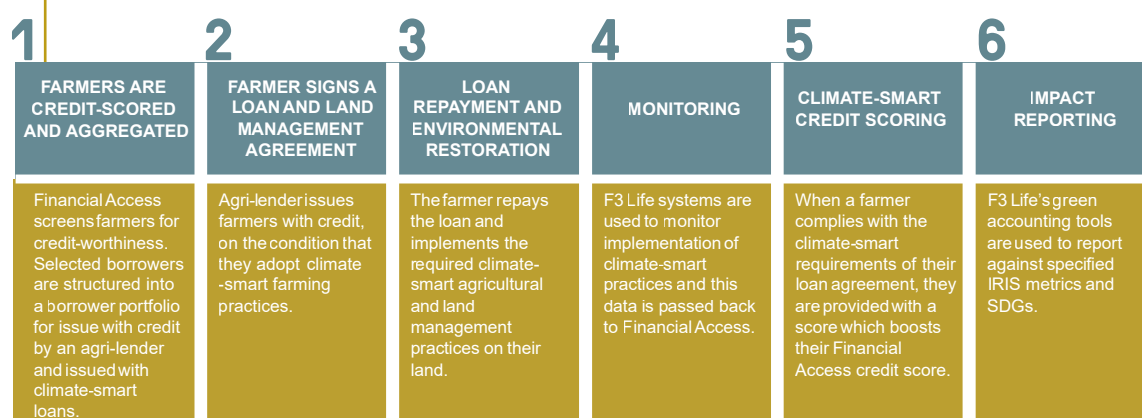 1
FARMERS ARE
CREDIT-SCORED
AND AGGREGATED
Financial Access
screens farmers for
credit-worthiness.
Selected borrowers
are structured into
a borrower portfolio
for issue with credit
by an agri-lender
and issued with
climate-smart
loans.
2
FARMER SIGNS A
LOAN AND LAND
MANAGEMENT
AGREEMENT
Agri-lender issues
farmers with credit,
on the condition that
they adopt climate
-smart farming
practices.
3
LOAN
REPAYMENT AND
ENVIRONMENTAL
RESTORATION
The farmer repays
the loan and
implements the
required climate-
smart agricultural
and land
management
practices on their
land.
4
MONITORING
F3 Life systems are
used to monitor
implementation of
climate-smart
practices and this
data is passed back
to Financial Access.
5
CLIMATE-SMART
CREDIT SCORING
When a farmer
complies with the
climate-smart
requirements of their
loan agreement, they
are provided with a
score which boosts
their Financial
Access credit score.
6
IMPACT
REPORTING
F3 Life's green
accounting tools
are used to report
against specified
IRIS metrics and
SDGs.